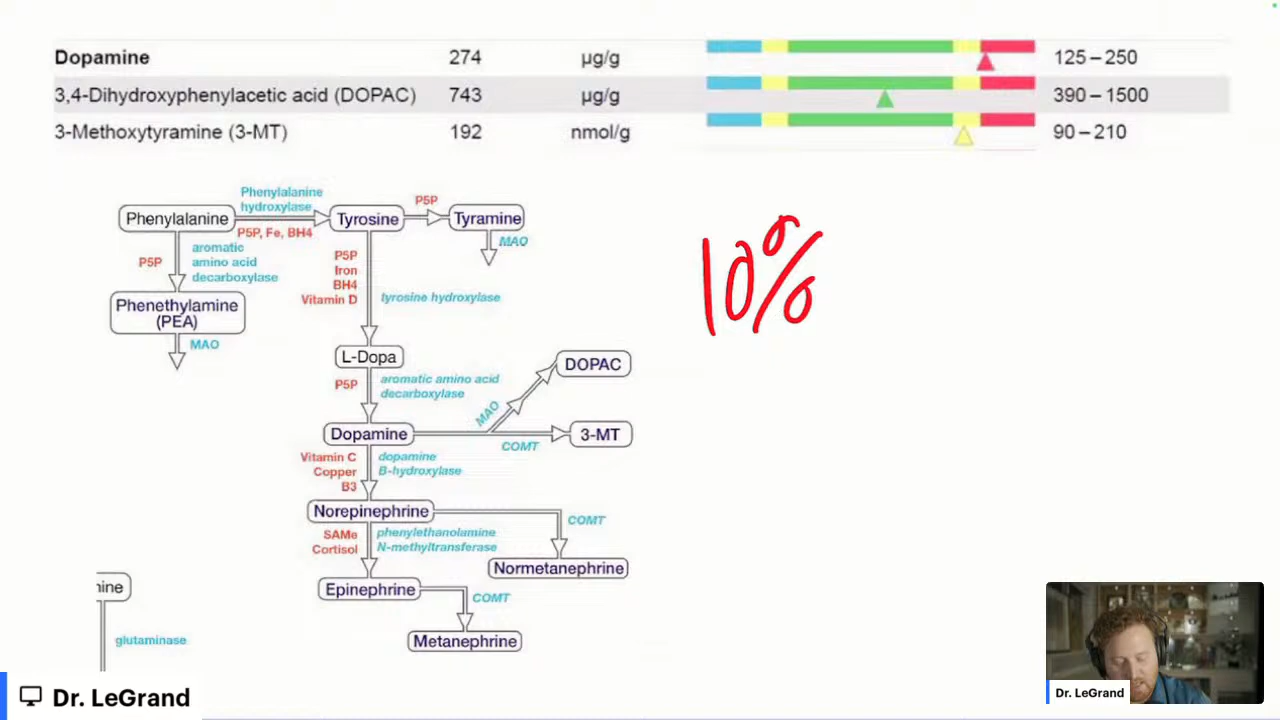 Dopamine 274 µg/g 125 – 250
3,4-Dihydroxyphenylacetic acid (DOPAC) 743 µg/g 390 – 1500
3-Methoxytyramine (3-MT) 192 nmol/g 90 – 210
Phenylalanine
Phenylalanine
hydroxylase
P5P, Fe, BH4
Tyrosine
P5P
Tyramine
MAO
P5P
aromatic
amino acid
decarboxylase
Phenethylamine
(PEA)
MAO
P5P
Iron
BH4
Vitamin D
tyrosine hydroxylase
10%
L-Dopa
P5P
aromatic amino acid
decarboxylase
MAO
DOPAC
Dopamine
COMT
3-MT
Vitamin C
Copper
B3
dopamine
B-hydroxylase
Norepinephrine
COMT
SAMe
Cortisol
phenylethanolamine
N-methyltransferase
Normetanephrine
Epinephrine
COMT
Metanephrine
nine
glutaminase
Dr. LeGrand
Dr. LeGrand